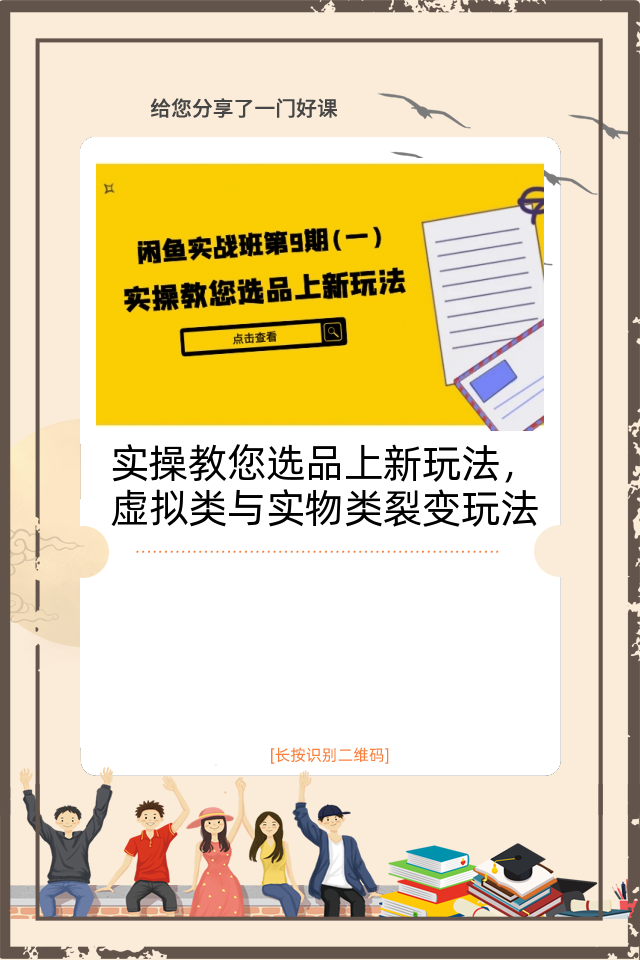 给您分享了一门好课
闲鱼实战班第9期(一)
实操教您选品上新玩法
点击查看
实操教您选品上新玩法，
虚拟类与实物类裂变玩法
[长按识别二维码]